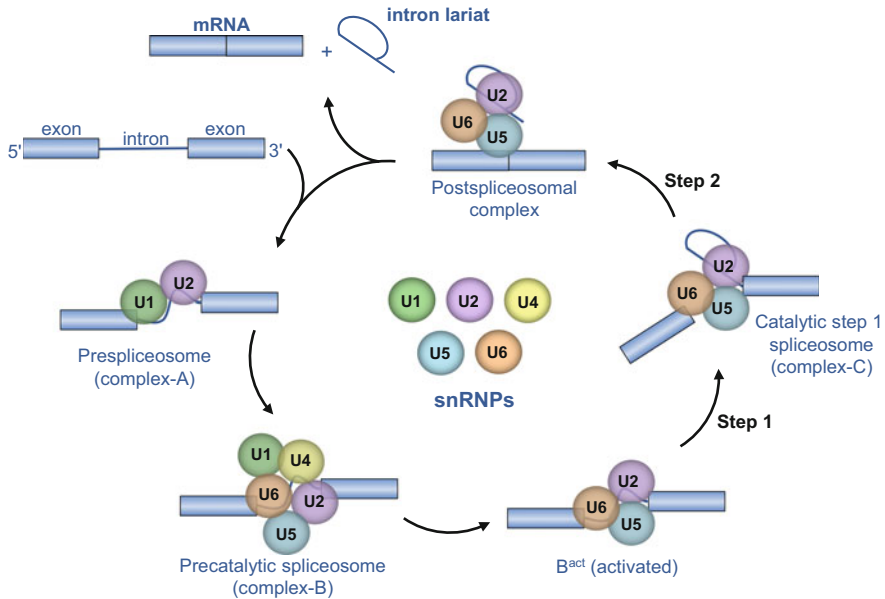 mRNA
+
intron lariat
5'
exon
intron
exon
3'
U2
U6
U5
Postspliceosomal
complex
Step 2
U1
U2
Prespliceosome
(complex-A)
U1
U2
U4
U5
U6
snRNPs
U2
U6
U5
Catalytic step 1
spliceosome
(complex-C)
Step 1
U1
U4
U6
U2
U5
Precatalytic spliceosome
(complex-B)
U2
U6
U5
Bact (activated)